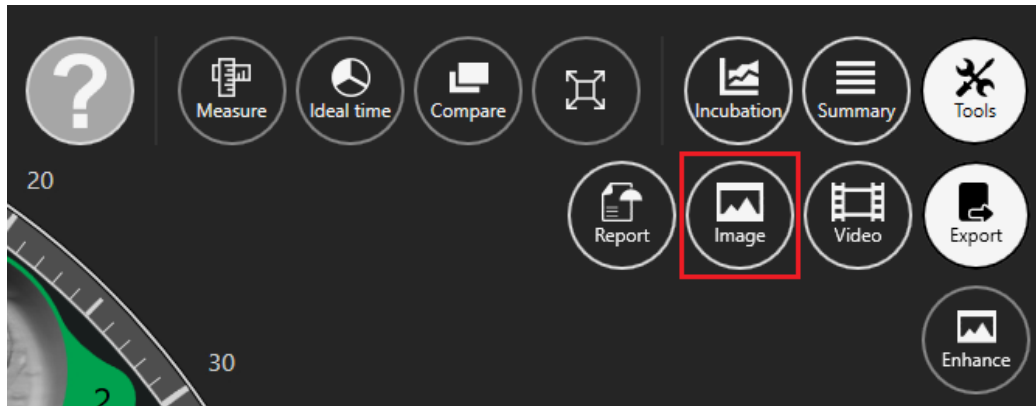 ?
Measure
Ideal time
Compare
Incubation
Summary
Tools
20
Report
Image
Video
Export
30
Enhance
2